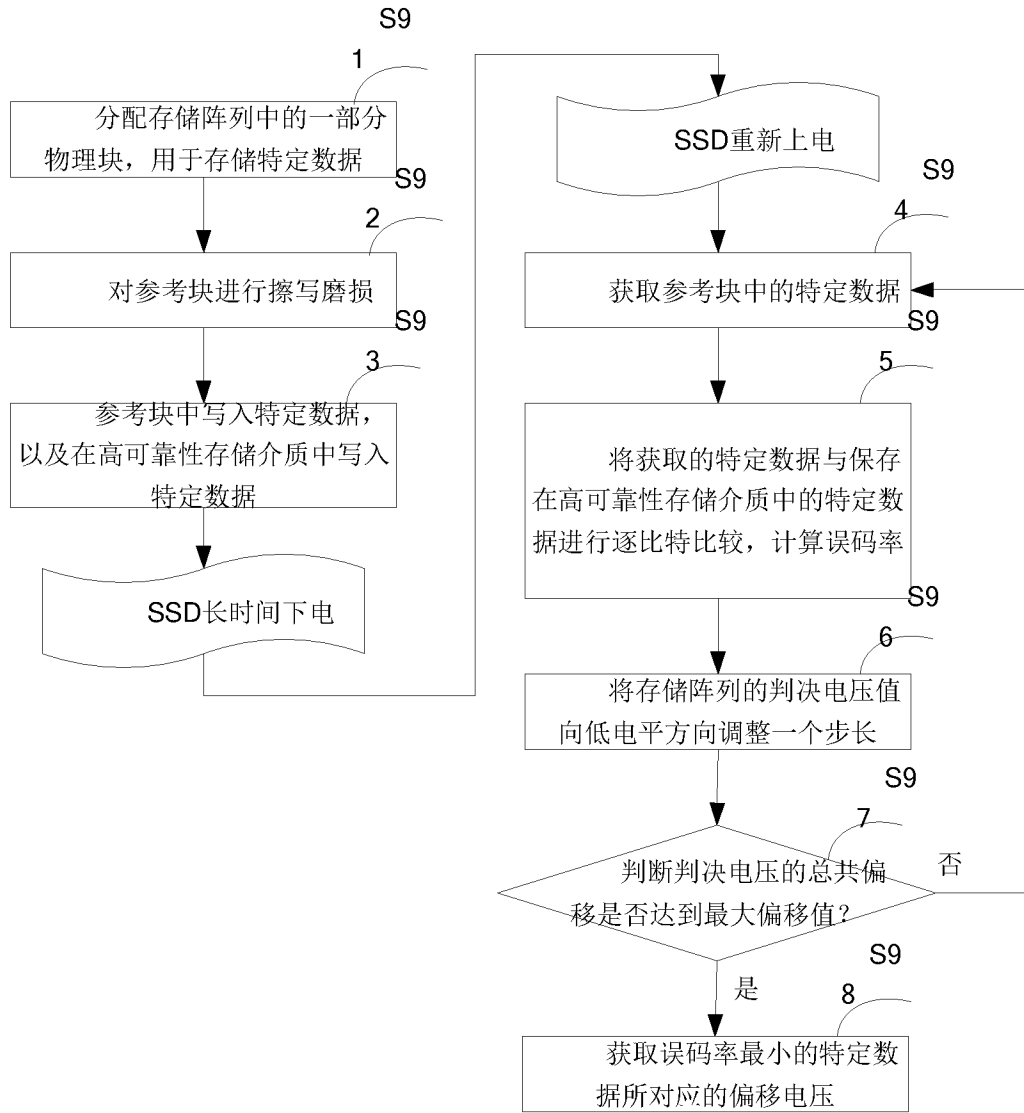 S9
1
分配存储阵列中的一部分
物理块，用于存储特定数据
S9
2
对参考块进行擦写磨损
S9
3
参考块中写入特定数据，
以及在高可靠性存储介质中写入
特定数据
SSD长时间下电
SSD重新上电
S9
4
获取参考块中的特定数据
S9
5
将获取的特定数据与保存
在高可靠性存储介质中的特定数
据进行逐比特比较，计算误码率
S9
6
将存储阵列的判决电压值
向低电平方向调整一个步长
S9
7
判断判决电压的总共偏
移是否达到最大偏移值？
否
是
S9
8
获取误码率最小的特定数
据所对应的偏移电压